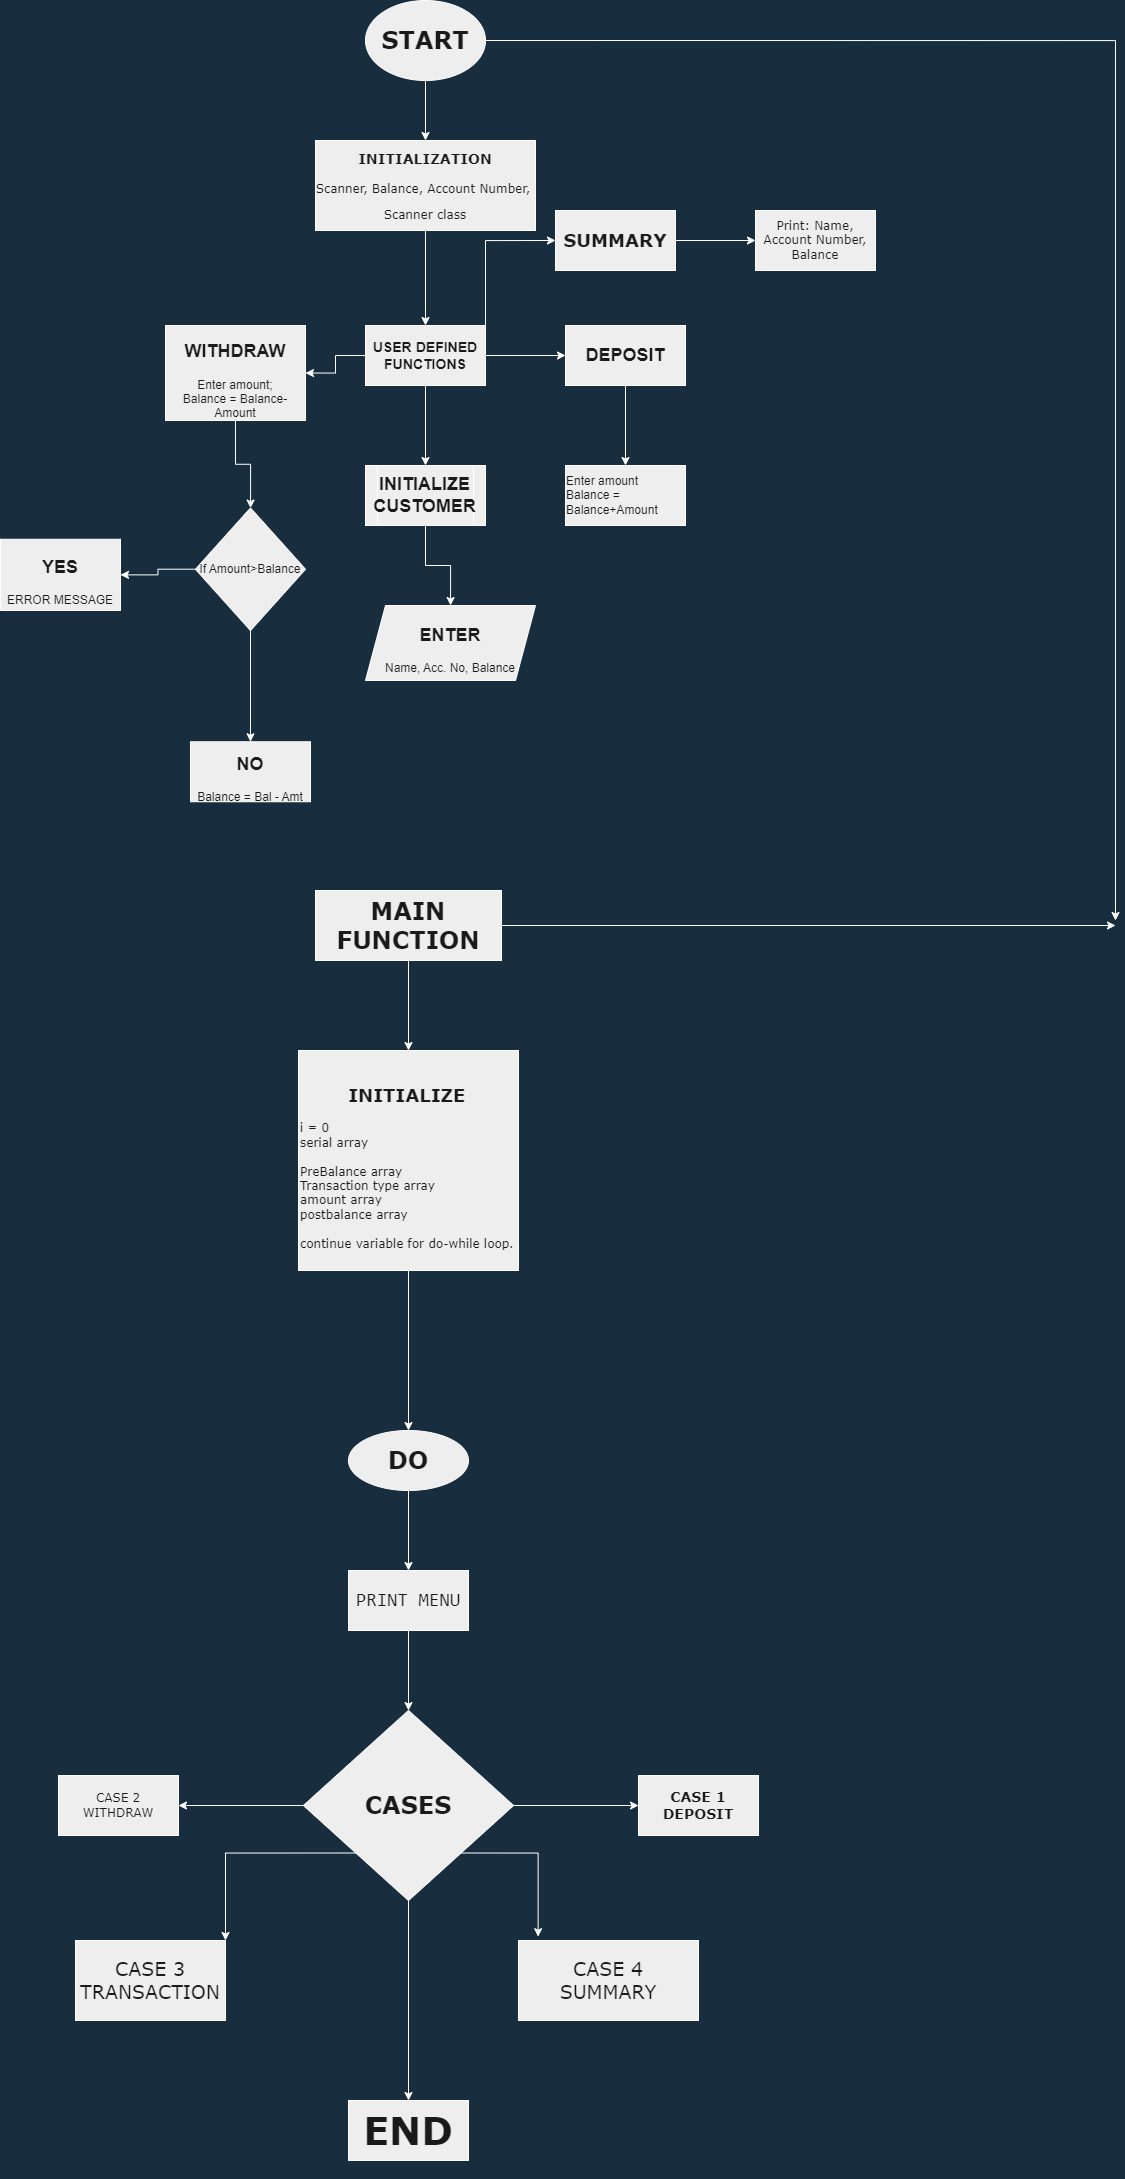 START
INITIALIZATION
Scanner, Balance, Account Number,
Scanner class
SUMMARY
Print: Name,
Account Number,
Balance
WITHDRAW
Enter amount;
Balance = Balance-
Amount
USER DEFINED
FUNCTIONS
DEPOSIT
INITIALIZE
CUSTOMER
Enter amount
Balance =
Balance+Amount
If Amount>Balance
YES
ERROR MESSAGE
ENTER
Name, Acc. No, Balance
NO
Balance = Bal - Amt
MAIN
FUNCTION
INITIALIZE
i = 0
serial array
PreBalance array
Transaction type array
amount array
postbalance array
continue variable for do-while loop.
DO
PRINT MENU
CASES
CASE 2
WITHDRAW
CASE 1
DEPOSIT
CASE 3
TRANSACTION
CASE 4
SUMMARY
END